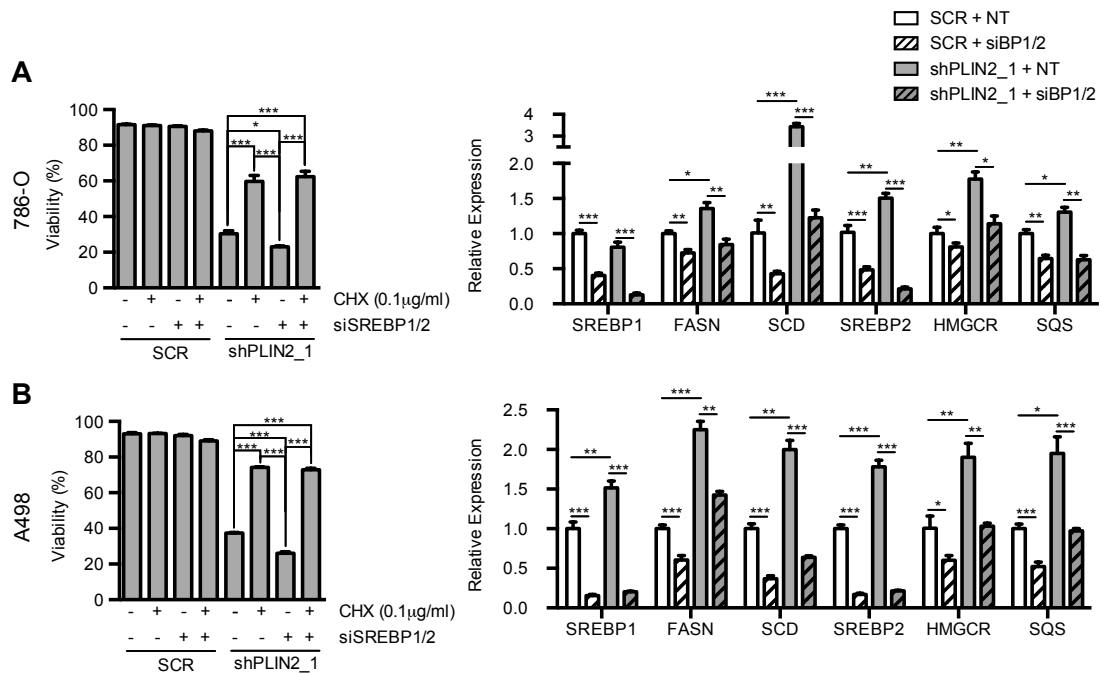 SCR + NT
SCR + siBP1/2
shPLIN2_1 + NT
shPLIN2_1 + siBP1/2
A
786-O
Viability (%)
100
80
60
40
20
0
***
*
*** ***
***
- + - + - + - + CHX (0.1µg/ml)
- - + + - - + + siSREBP1/2
SCR shPLIN2_1
Relative Expression
4
3
2.0
1.5
1.0
0.5
0.0
*** ***
* ** **
*** ** ***
** *** ***
** * *
* ** **
SREBP1 FASN SCD SREBP2 HMGCR SQS
B
A498
Viability (%)
100
80
60
40
20
0
***
***
*** *** ***
- + - + - + - + CHX (0.1µg/ml)
- - + + - - + + siSREBP1/2
SCR shPLIN2_1
Relative Expression
2.5
2.0
1.5
1.0
0.5
0.0
** *** ***
*** *** **
** *** ***
*** *** ***
** * **
* *** ***
SREBP1 FASN SCD SREBP2 HMGCR SQS